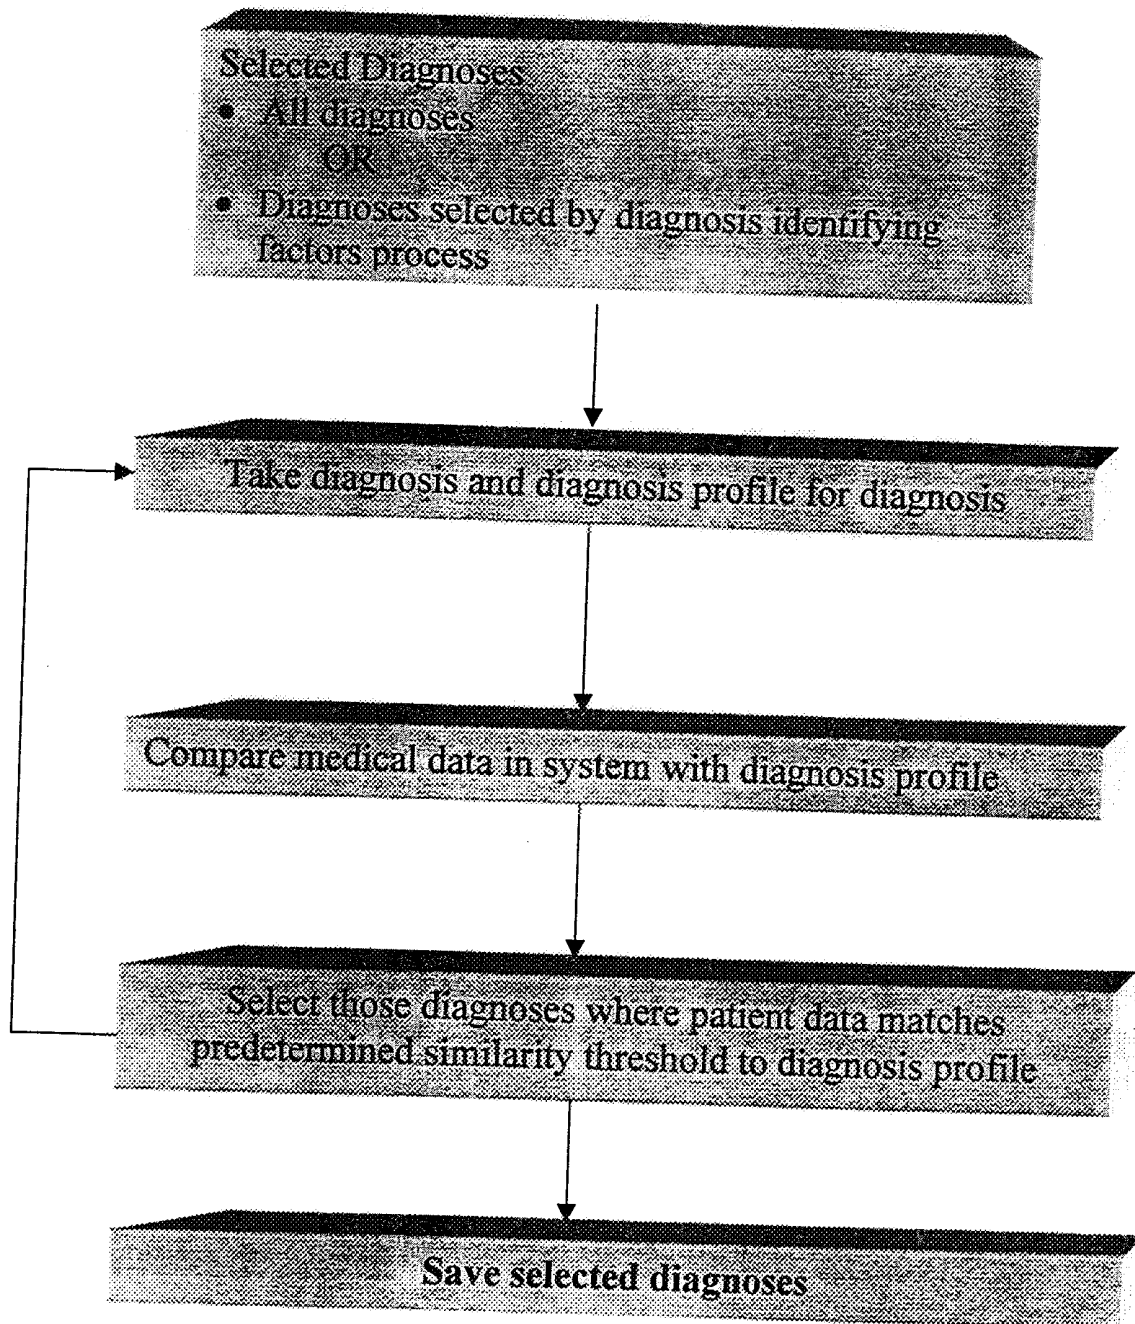 Selected Diagnoses
• All diagnoses
OR
• Diagnoses selected by diagnosis identifying
factors process
Take diagnosis and diagnosis profile for diagnosis
Compare medical data in system with diagnosis profile
Select those diagnoses where patient data matches
predetermined similarity threshold to diagnosis profile
Save selected diagnoses